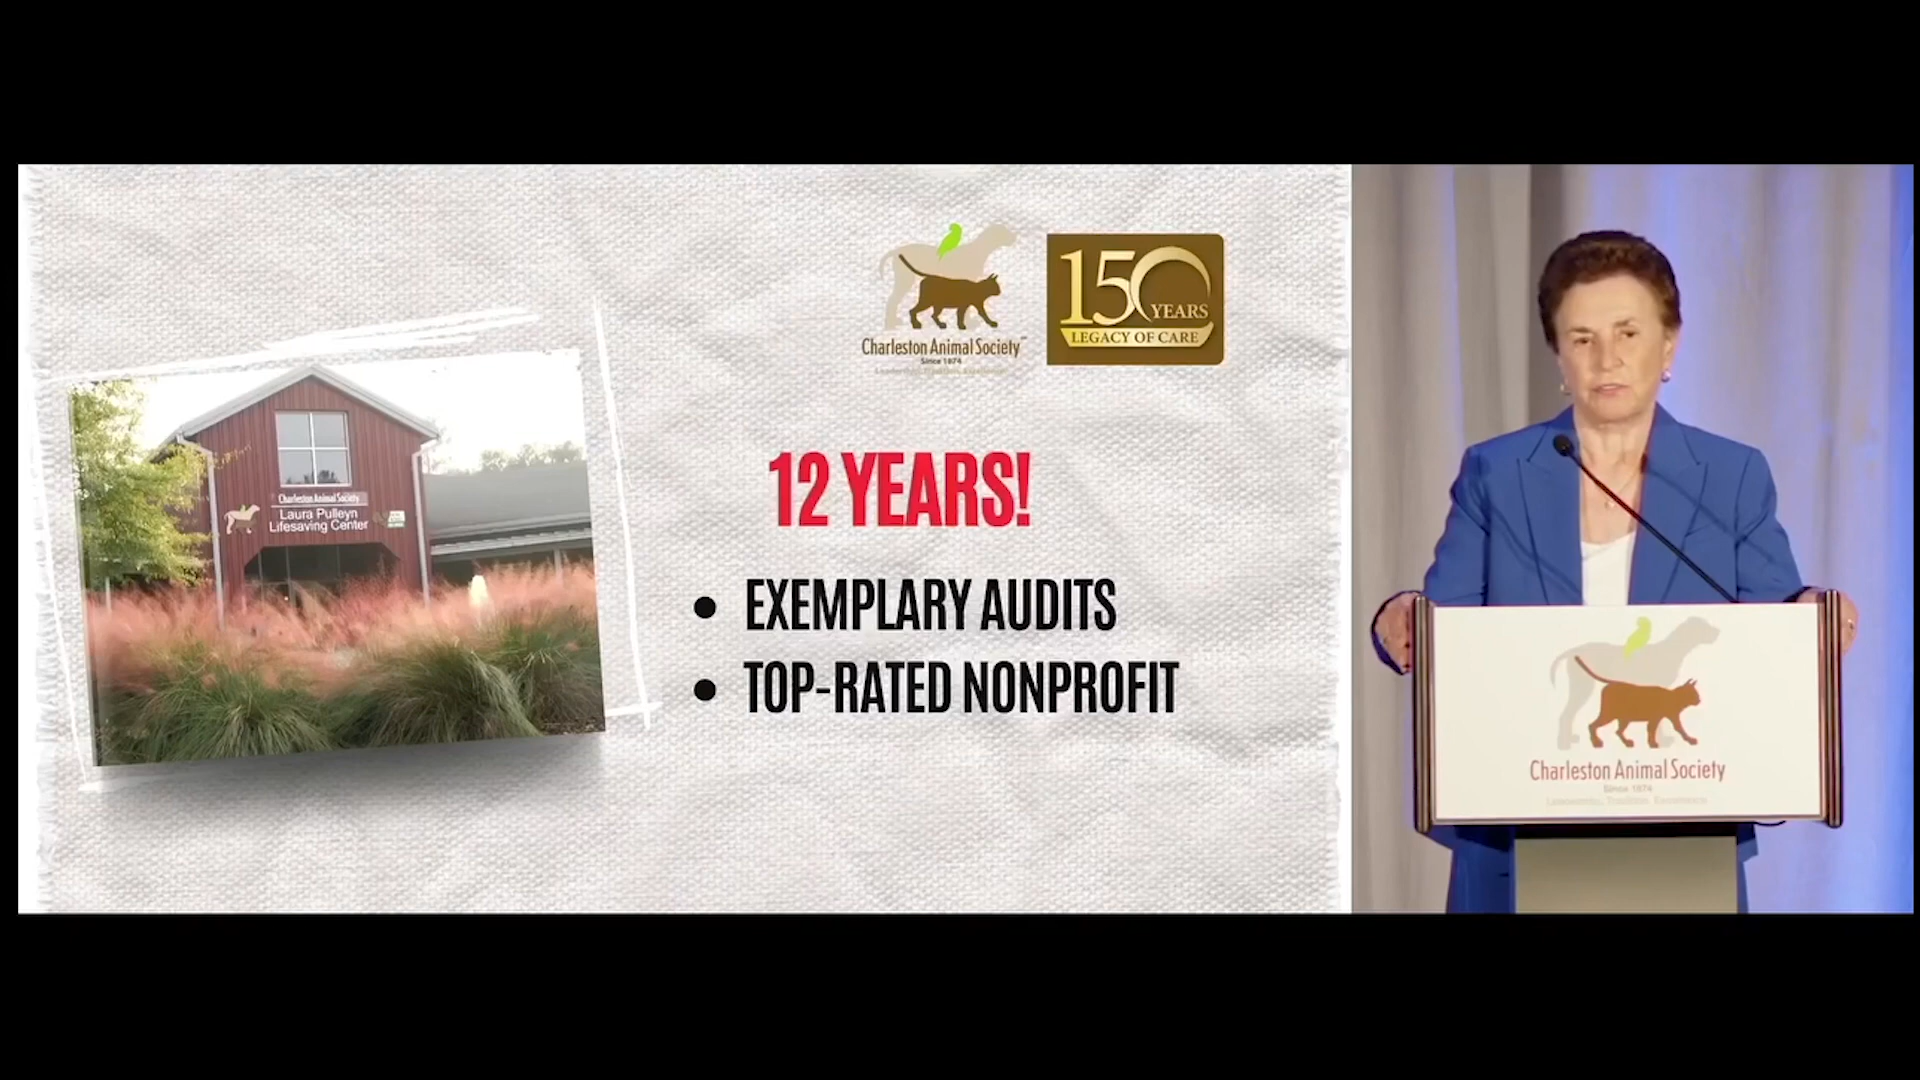 Charleston Animal Society
Since 1874
150
YEARS
LEGACY OF CARE
Charleston Animal Society
Laura Pulleyn
Lifesaving Center
12 YEARS!
• EXEMPLARY AUDITS
• TOP-RATED NONPROFIT
Charleston Animal Society
Since 1874